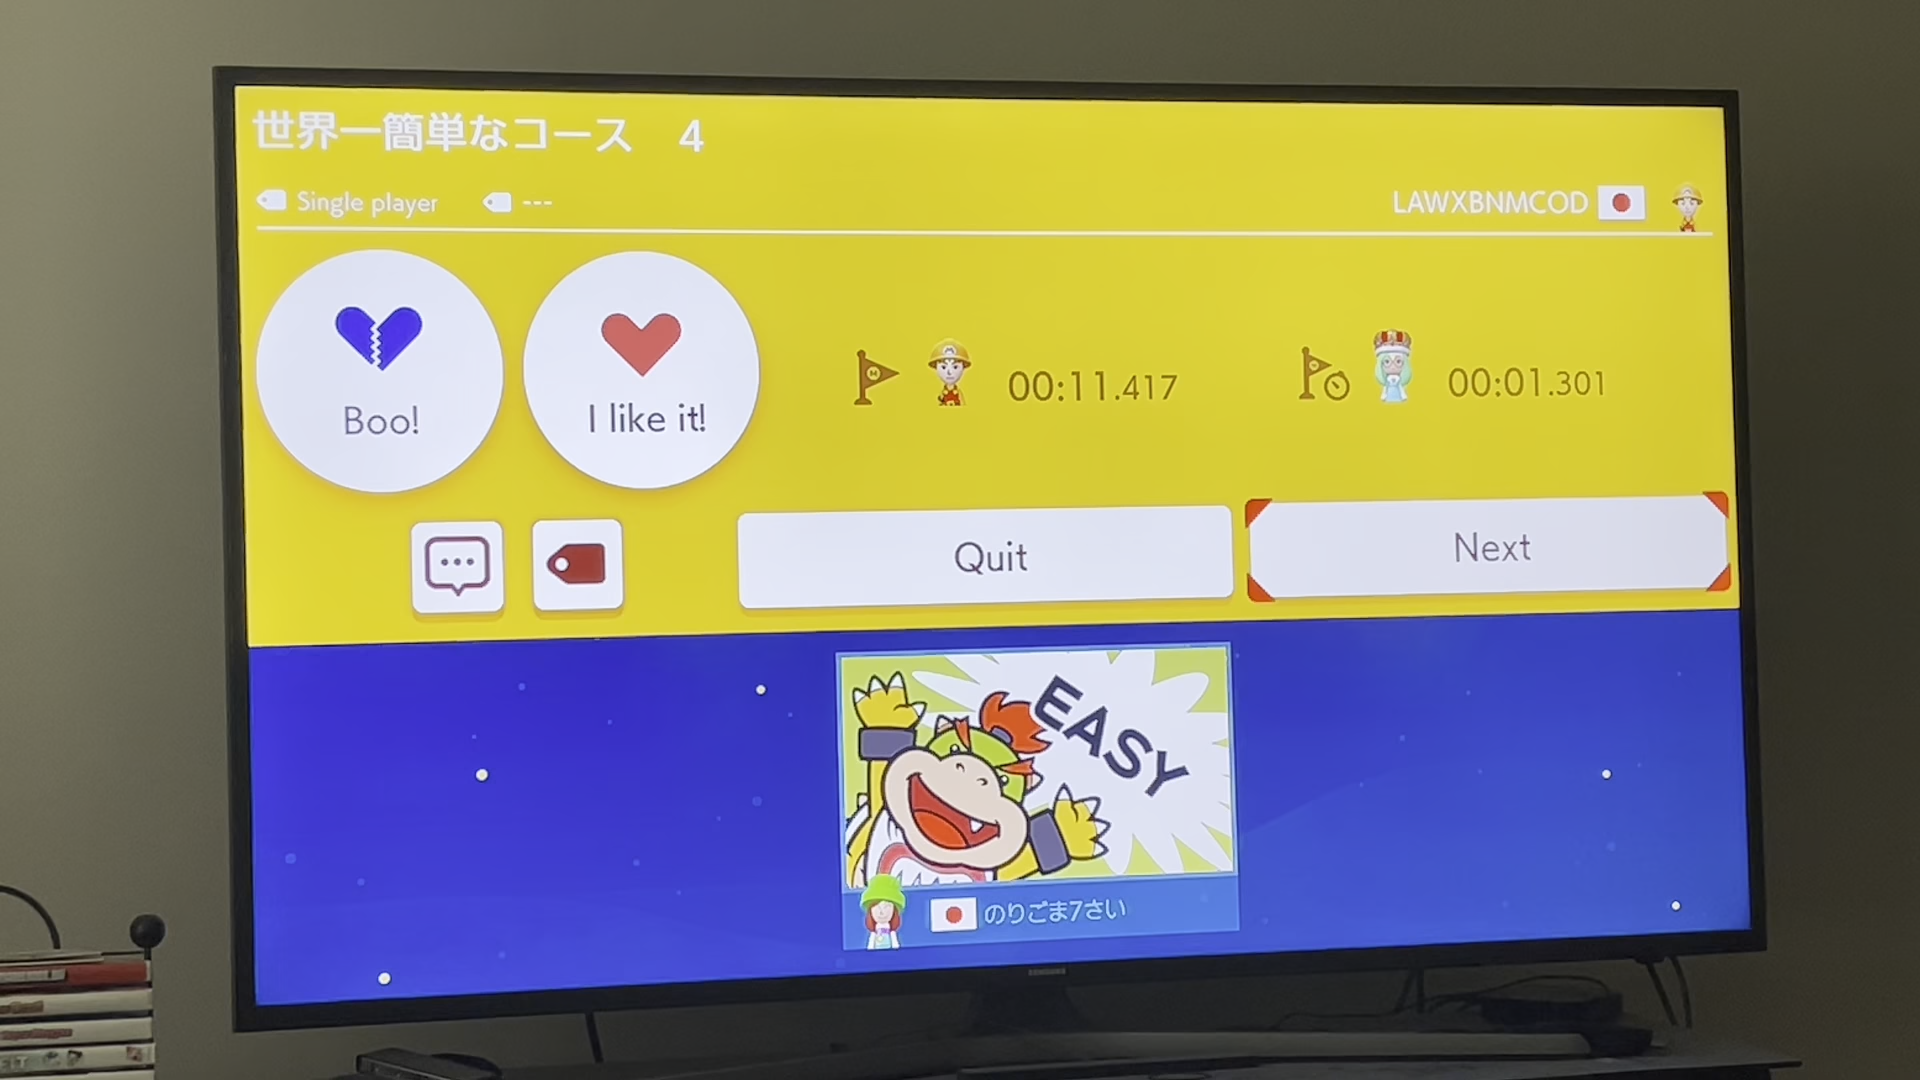 世界一簡単なコース 4
Single player ---
LAWXBNMCOD
Boo!
I like it!
00:11.417
00:01.301
Quit
Next
EASY
のりごま7さい
SAMSUNG